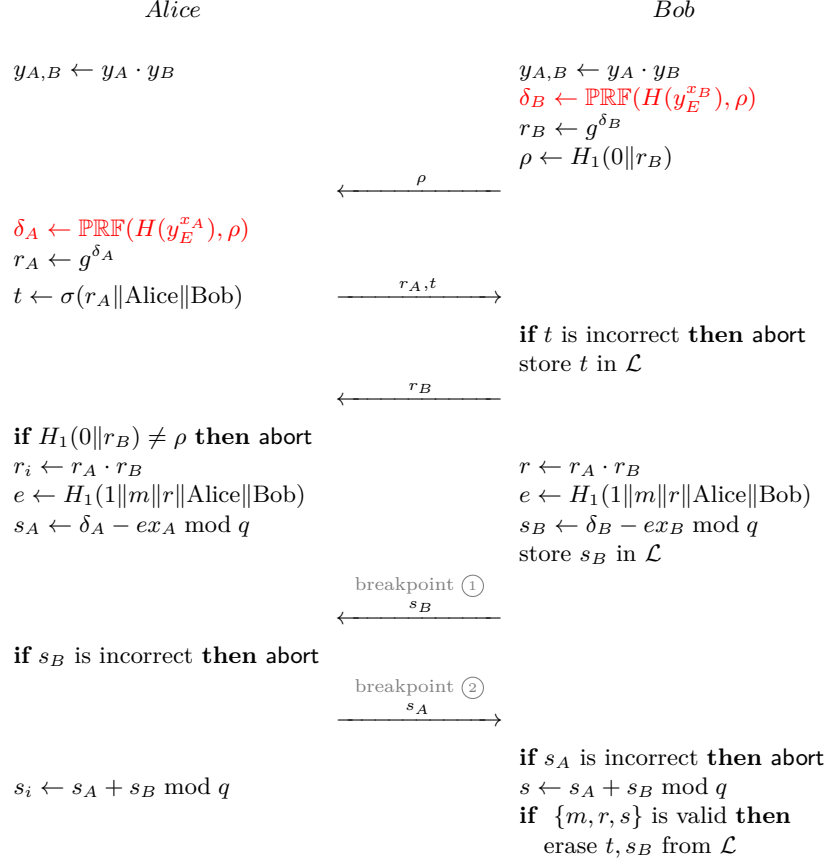 Alice Bob
y_{A,B} ← y_A · y_B y_{A,B} ← y_A · y_B
δ_B ← ℙℝ𝔽(H(y_E^{x_B}), ρ)
r_B ← g^{δ_B}
ρ ← H_1(0‖r_B)
ρ
δ_A ← ℙℝ𝔽(H(y_E^{x_A}), ρ)
r_A ← g^{δ_A}
t ← σ(r_A‖Alice‖Bob) r_A, t
if t is incorrect then abort
store t in ℒ
r_B
if H_1(0‖r_B) ≠ ρ then abort
r_i ← r_A · r_B r ← r_A · r_B
e ← H_1(1‖m‖r‖Alice‖Bob) e ← H_1(1‖m‖r‖Alice‖Bob)
s_A ← δ_A − ex_A mod q s_B ← δ_B − ex_B mod q
store s_B in ℒ
breakpoint ①
s_B
if s_B is incorrect then abort
breakpoint ②
s_A
if s_A is incorrect then abort
s_i ← s_A + s_B mod q s ← s_A + s_B mod q
if {m, r, s} is valid then
erase t, s_B from ℒ